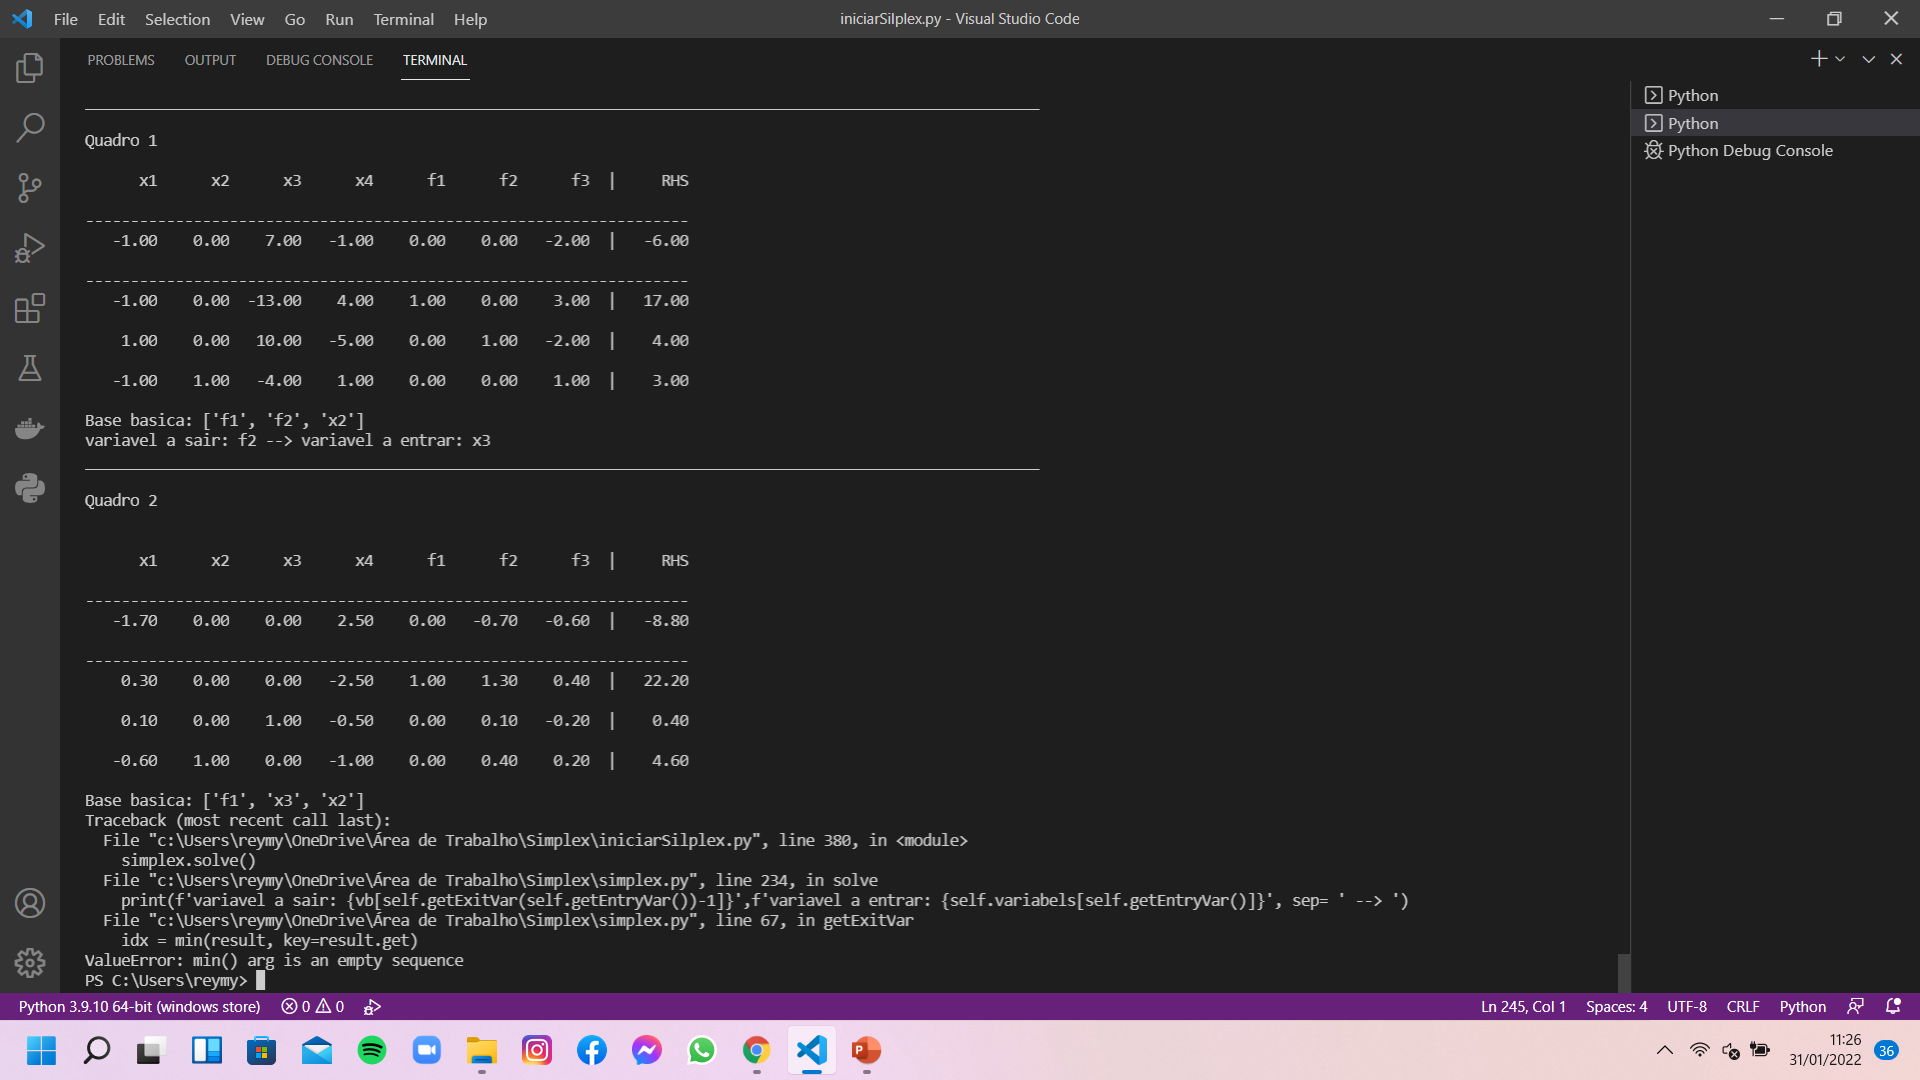 File Edit Selection View Go Run Terminal Help
iniciarSilplex.py - Visual Studio Code
PROBLEMS OUTPUT DEBUG CONSOLE TERMINAL
Python
Python
Python Debug Console
Quadro 1
x1 x2 x3 x4 f1 f2 f3 | RHS
-------------------------------------------------------------------
-1.00 0.00 7.00 -1.00 0.00 0.00 -2.00 | -6.00
-------------------------------------------------------------------
-1.00 0.00 -13.00 4.00 1.00 0.00 3.00 | 17.00
1.00 0.00 10.00 -5.00 0.00 1.00 -2.00 | 4.00
-1.00 1.00 -4.00 1.00 0.00 0.00 1.00 | 3.00
Base basica: ['f1', 'f2', 'x2']
variavel a sair: f2 --> variavel a entrar: x3
Quadro 2
x1 x2 x3 x4 f1 f2 f3 | RHS
-------------------------------------------------------------------
-1.70 0.00 0.00 2.50 0.00 -0.70 -0.60 | -8.80
-------------------------------------------------------------------
0.30 0.00 0.00 -2.50 1.00 1.30 0.40 | 22.20
0.10 0.00 1.00 -0.50 0.00 0.10 -0.20 | 0.40
-0.60 1.00 0.00 -1.00 0.00 0.40 0.20 | 4.60
Base basica: ['f1', 'x3', 'x2']
Traceback (most recent call last):
File "c:\Users\reymy\OneDrive\Área de Trabalho\Simplex\iniciarSilplex.py", line 380, in <module>
simplex.solve()
File "c:\Users\reymy\OneDrive\Área de Trabalho\Simplex\simplex.py", line 234, in solve
print(f'variavel a sair: {vb[self.getExitVar(self.getEntryVar())-1]}',f'variavel a entrar: {self.variabels[self.getEntryVar()]}', sep= ' --> ')
File "c:\Users\reymy\OneDrive\Área de Trabalho\Simplex\simplex.py", line 67, in getExitVar
idx = min(result, key=result.get)
ValueError: min() arg is an empty sequence
PS C:\Users\reymy>
Python 3.9.10 64-bit (windows store) 0 0
Ln 245, Col 1 Spaces: 4 UTF-8 CRLF Python
11:26
31/01/2022
36